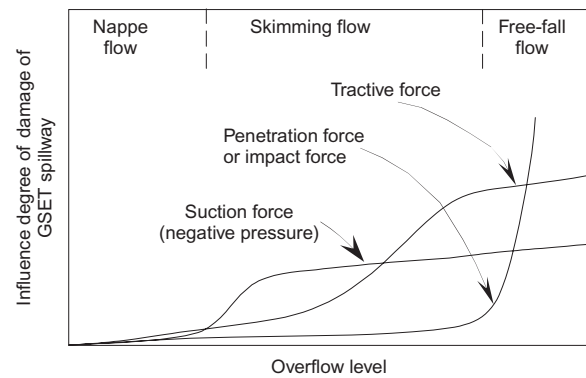 Nappe
flow
Skimming flow
Free-fall
flow
Tractive force
Penetration force
or impact force
Suction force
(negative pressure)
Influence degree of damage of
GSET spillway
Overflow level